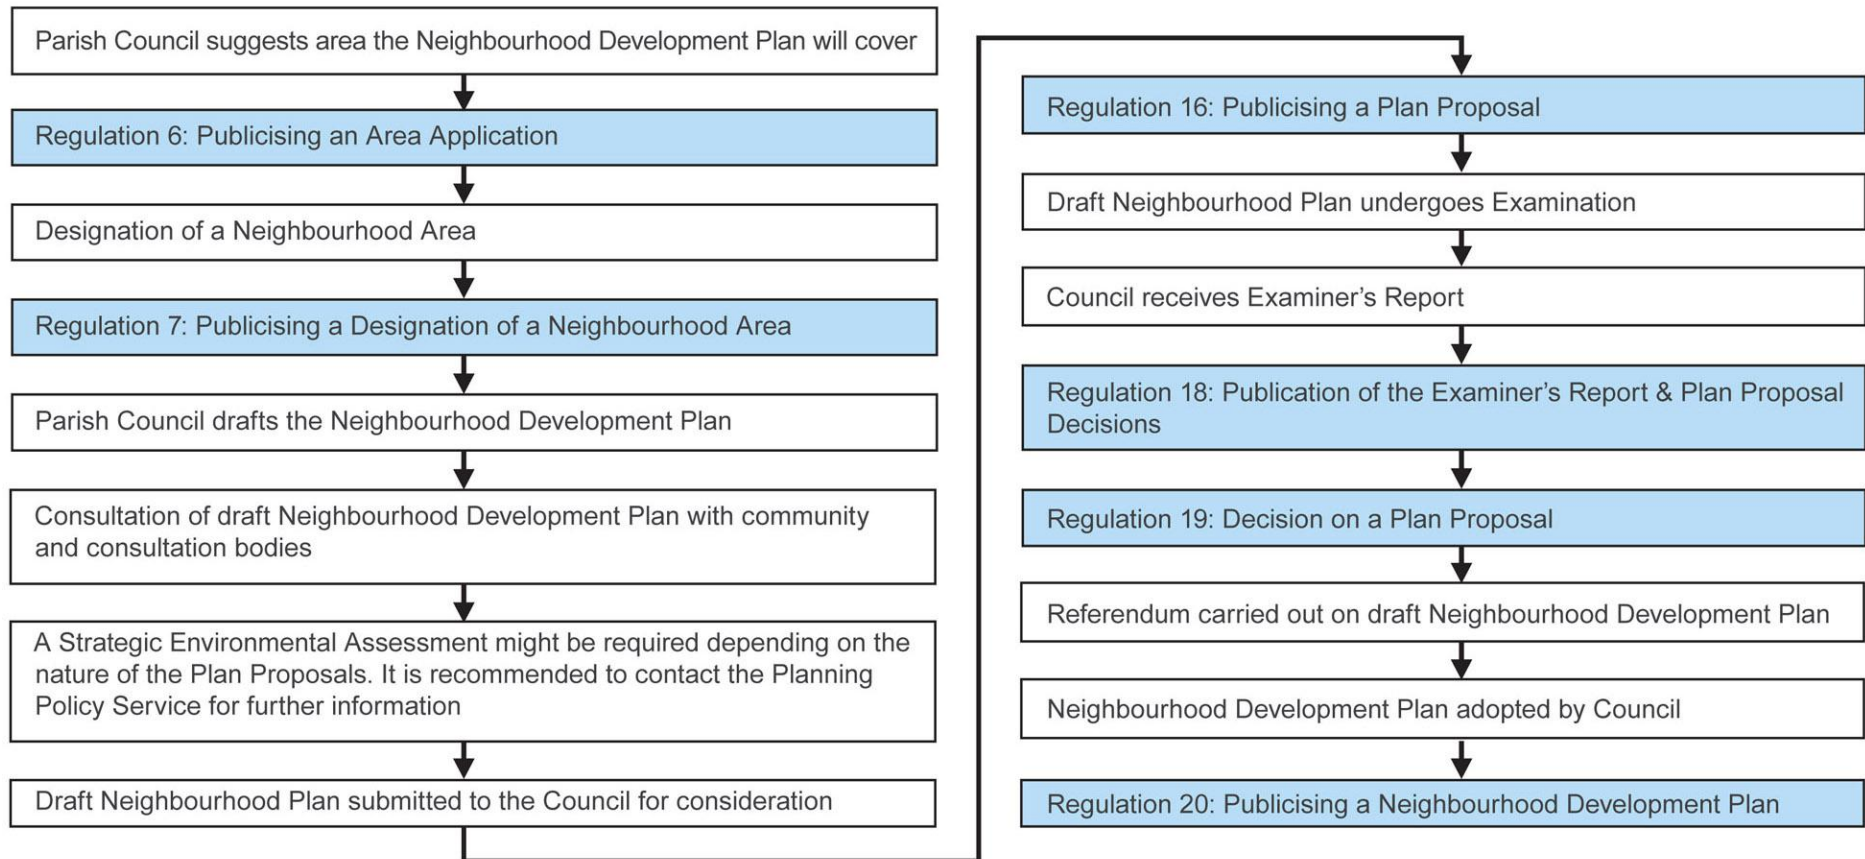 Parish Council suggests area the Neighbourhood Development Plan will cover
Regulation 6: Publicising an Area Application
Designation of a Neighbourhood Area
Regulation 7: Publicising a Designation of a Neighbourhood Area
Parish Council drafts the Neighbourhood Development Plan
Consultation of draft Neighbourhood Development Plan with community
and consultation bodies
A Strategic Environmental Assessment might be required depending on the
nature of the Plan Proposals. It is recommended to contact the Planning
Policy Service for further information
Draft Neighbourhood Plan submitted to the Council for consideration
Regulation 16: Publicising a Plan Proposal
Draft Neighbourhood Plan undergoes Examination
Council receives Examiner’s Report
Regulation 18: Publication of the Examiner’s Report & Plan Proposal
Decisions
Regulation 19: Decision on a Plan Proposal
Referendum carried out on draft Neighbourhood Development Plan
Neighbourhood Development Plan adopted by Council
Regulation 20: Publicising a Neighbourhood Development Plan